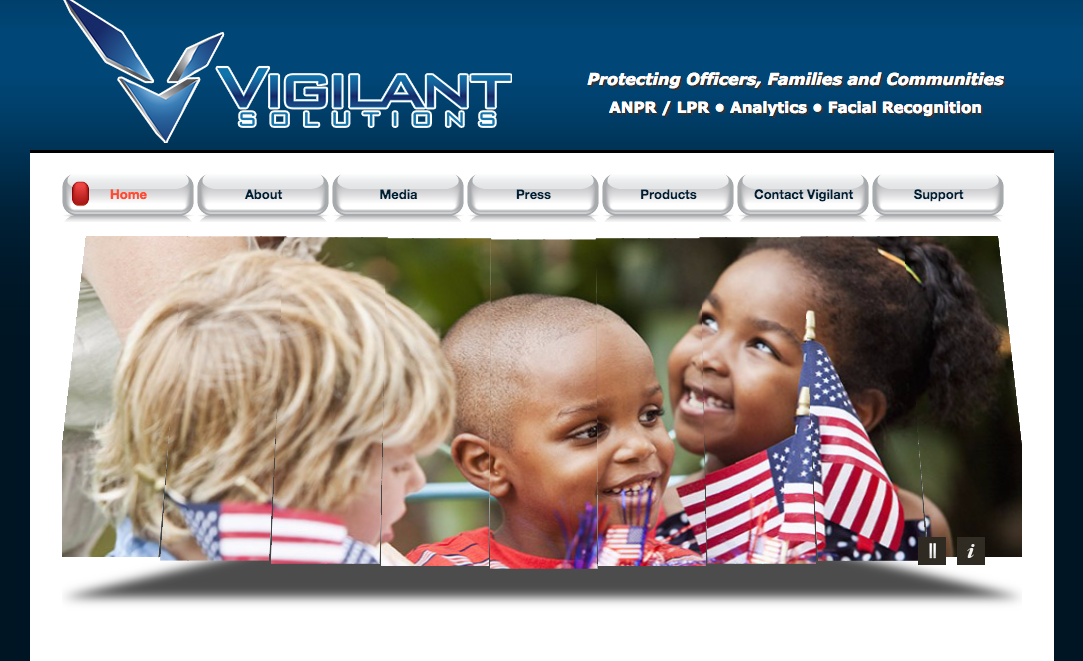 VIGILANT
SOLUTIONS
Protecting Officers, Families and Communities
ANPR / LPR ● Analytics ● Facial Recognition
Home
About
Media
Press
Products
Contact Vigilant
Support
i